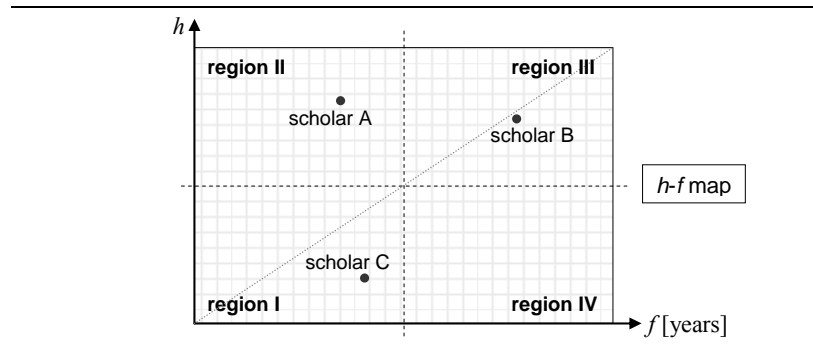 h
region II
region III
scholar A
scholar B
h-f map
scholar C
region I
region IV
f [years]